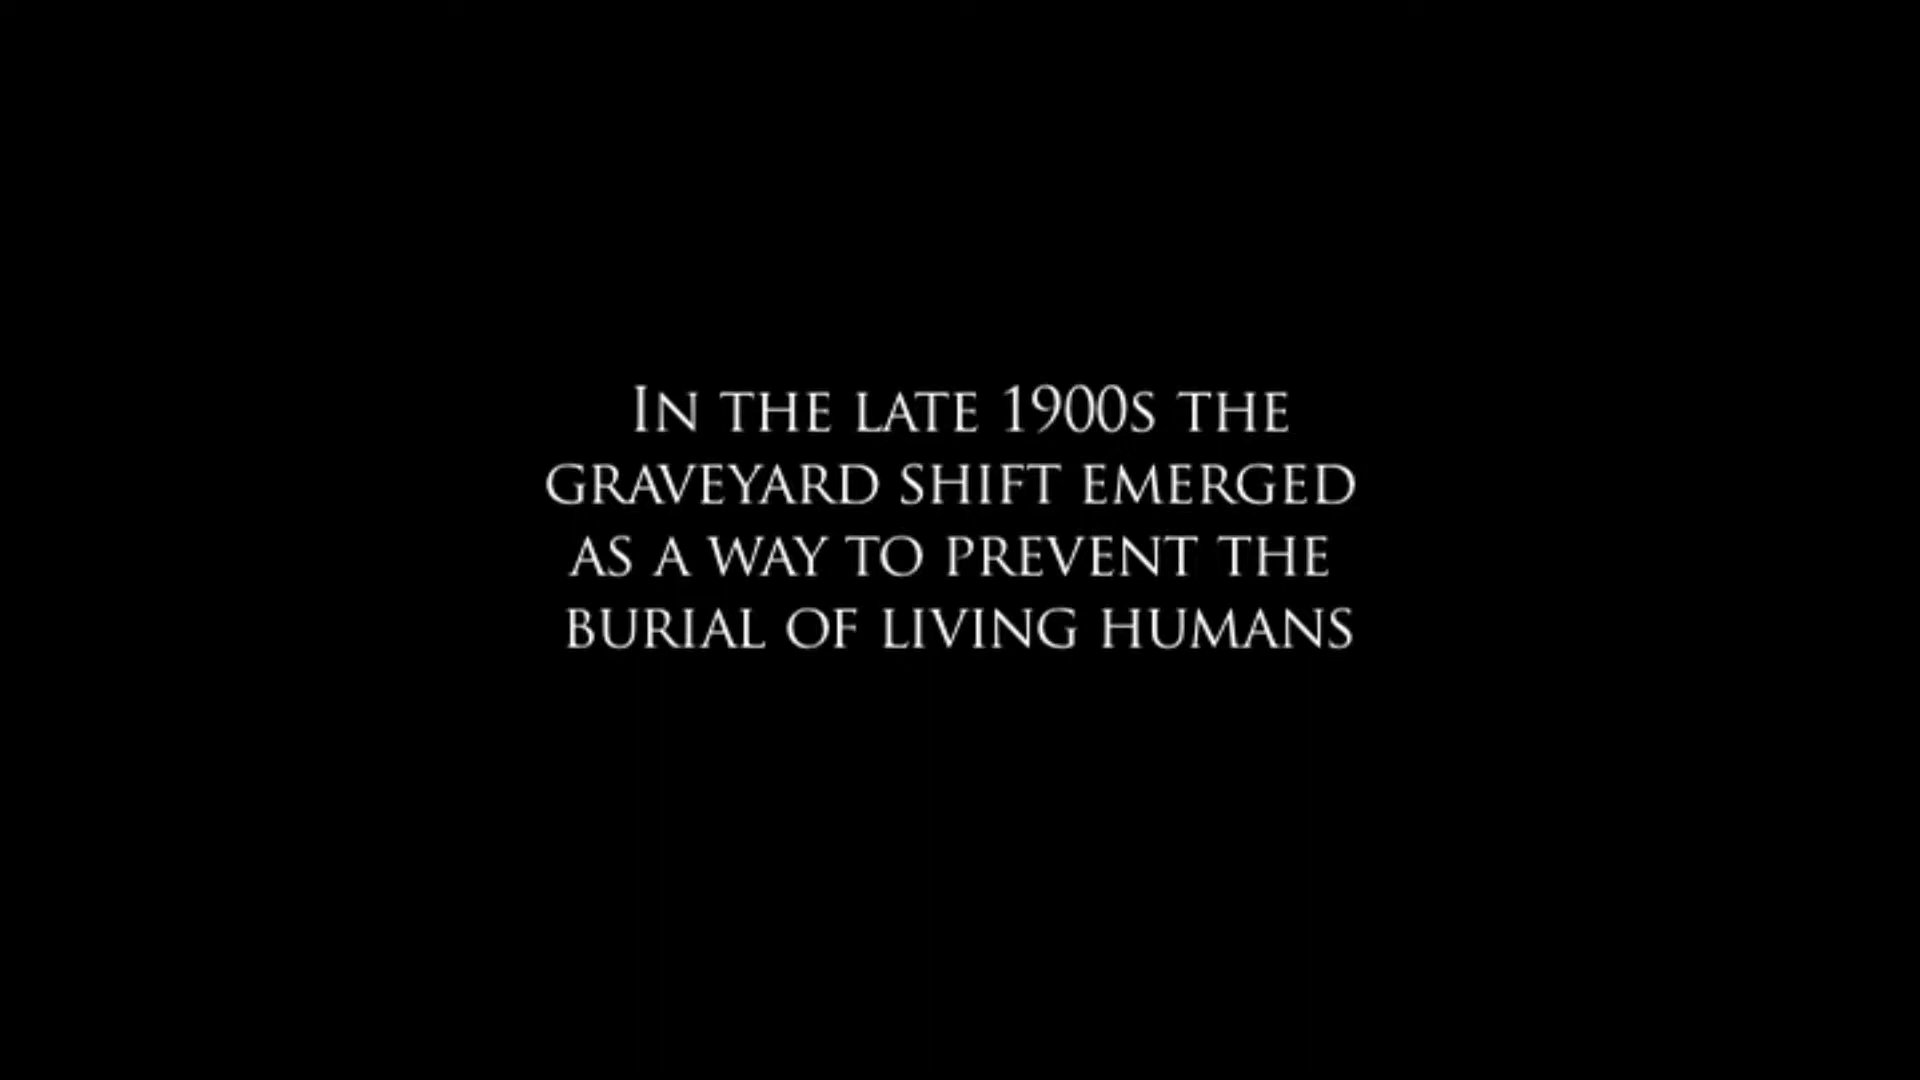 In the late 1900s the
graveyard shift emerged
as a way to prevent the
burial of living humans